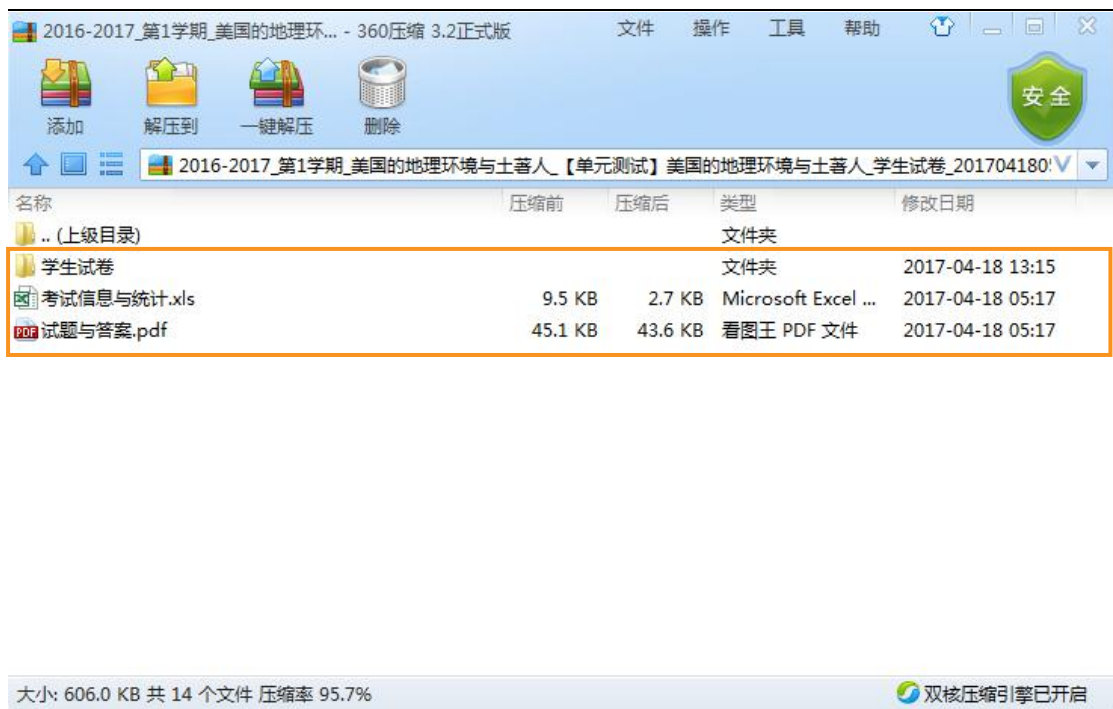 2016-2017_第1学期_美国的地理环... - 360压缩 3.2正式版 文件 操作 工具 帮助
添加 解压到 一键解压 删除
安全
2016-2017_第1学期_美国的地理环境与土著人_【单元测试】美国的地理环境与土著人_学生试卷_201704180
名称 压缩前 压缩后 类型 修改日期
.. (上级目录) 文件夹
学生试卷 文件夹 2017-04-18 13:15
考试信息与统计.xls 9.5 KB 2.7 KB Microsoft Excel ... 2017-04-18 05:17
PDF 试题与答案.pdf 45.1 KB 43.6 KB 看图王 PDF 文件 2017-04-18 05:17
大小: 606.0 KB 共 14 个文件 压缩率 95.7% 双核压缩引擎已开启